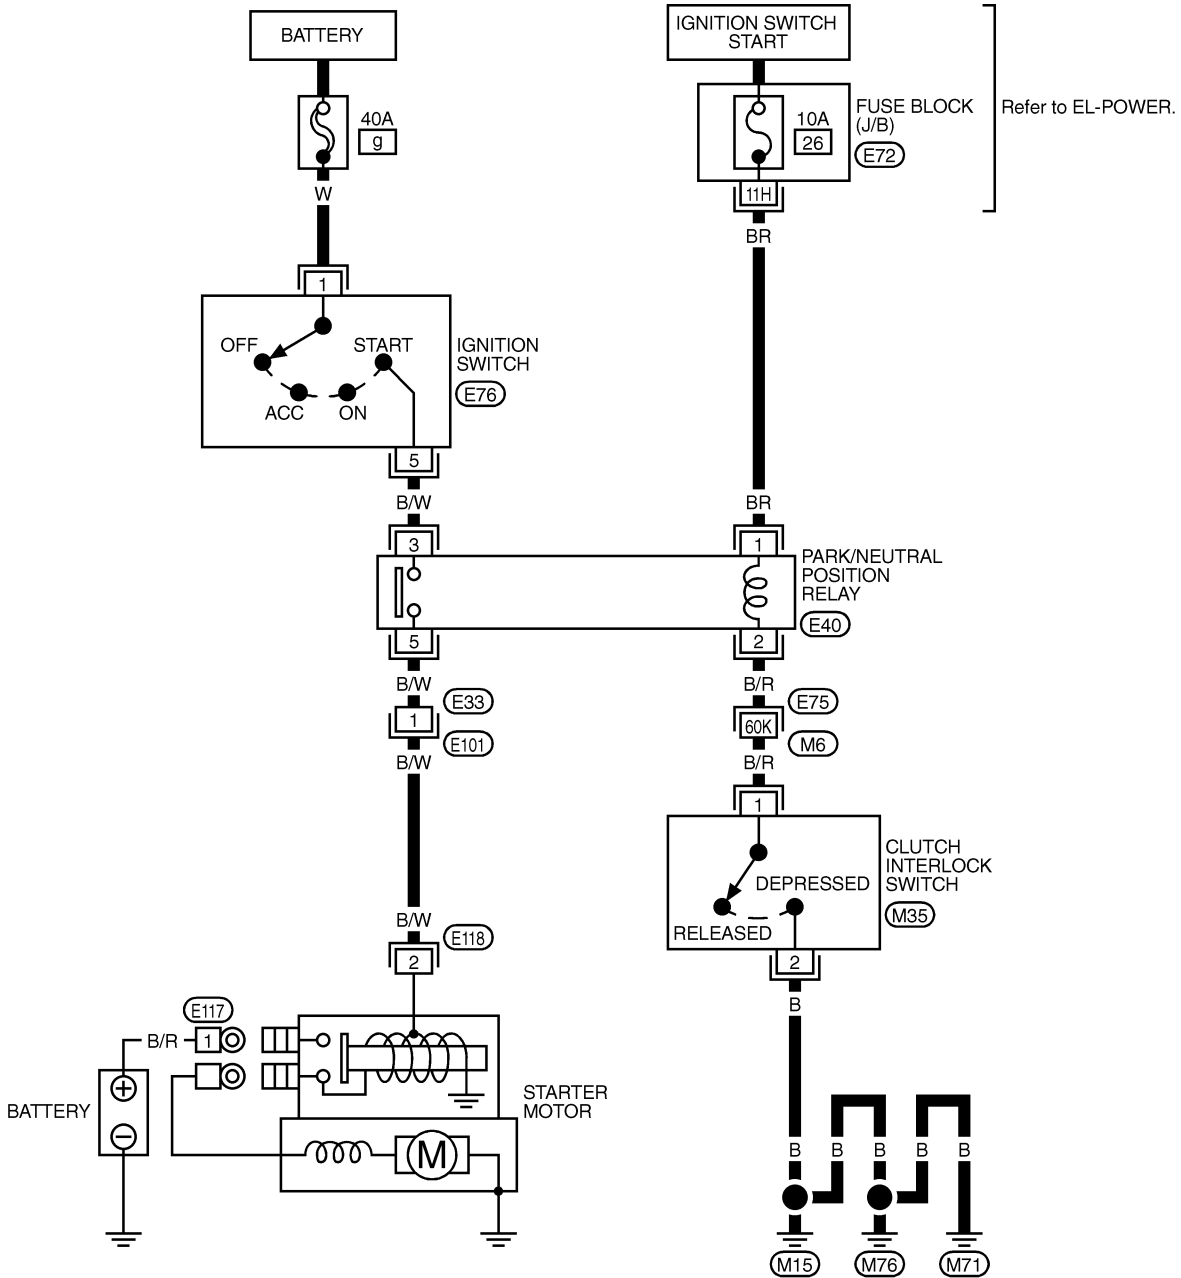 BATTERY
IGNITION SWITCH
START
40A
g
10A
26
FUSE BLOCK
(J/B)
E72
Refer to EL-POWER.
W
11H
BR
1
OFF
START
ACC
ON
IGNITION
SWITCH
E76
5
B/W
BR
3
1
PARK/NEUTRAL
POSITION
RELAY
E40
5
2
B/W
B/R
E33
E75
1
60K
E101
M6
B/W
B/R
1
DEPRESSED
RELEASED
CLUTCH
INTERLOCK
SWITCH
M35
B/W
E118
2
2
B
E117
B/R
1
BATTERY
+
−
STARTER
MOTOR
M
B
B
B
B
B
M15
M76
M71